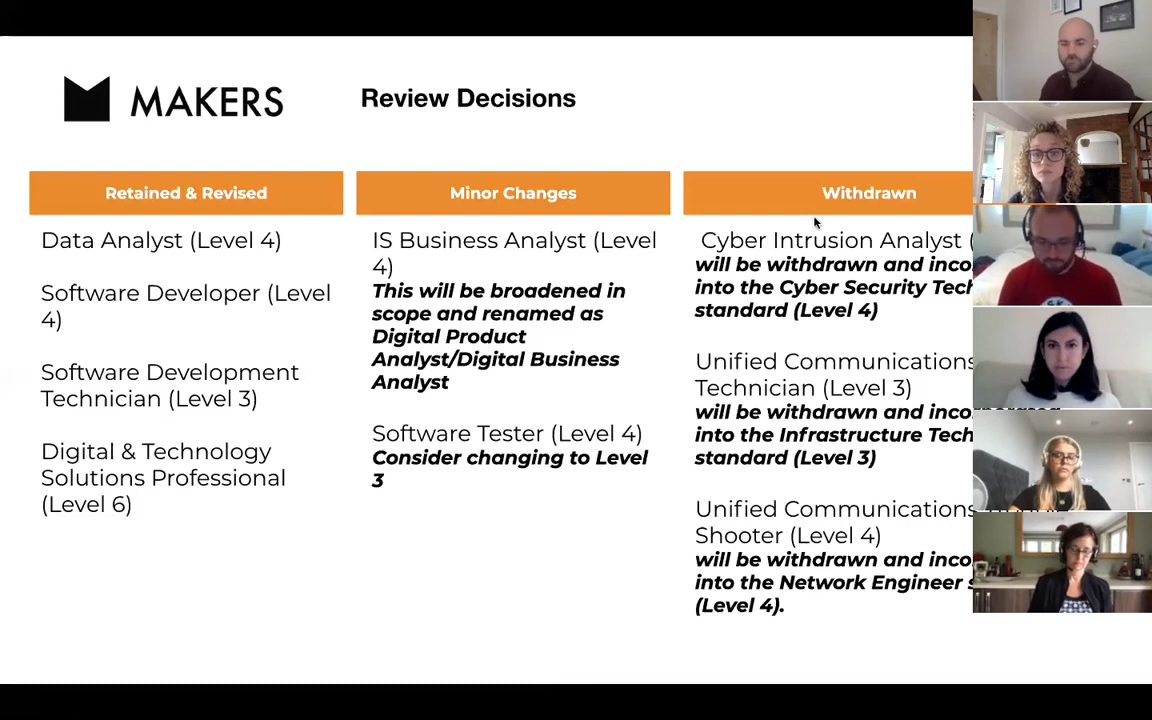 MAKERS
Review Decisions
Retained & Revised
Data Analyst (Level 4)
Software Developer (Level
4)
Software Development
Technician (Level 3)
Digital & Technology
Solutions Professional
(Level 6)
Minor Changes
IS Business Analyst (Level
4)
This will be broadened in
scope and renamed as
Digital Product
Analyst/Digital Business
Analyst
Software Tester (Level 4)
Consider changing to Level
3
Withdrawn
Cyber Intrusion Analyst (
will be withdrawn and inco
into the Cyber Security Tech
standard (Level 4)
Unified Communications
Technician (Level 3)
will be withdrawn and inco
into the Infrastructure Tech
standard (Level 3)
Unified Communications
Shooter (Level 4)
will be withdrawn and inco
into the Network Engineer s
(Level 4).